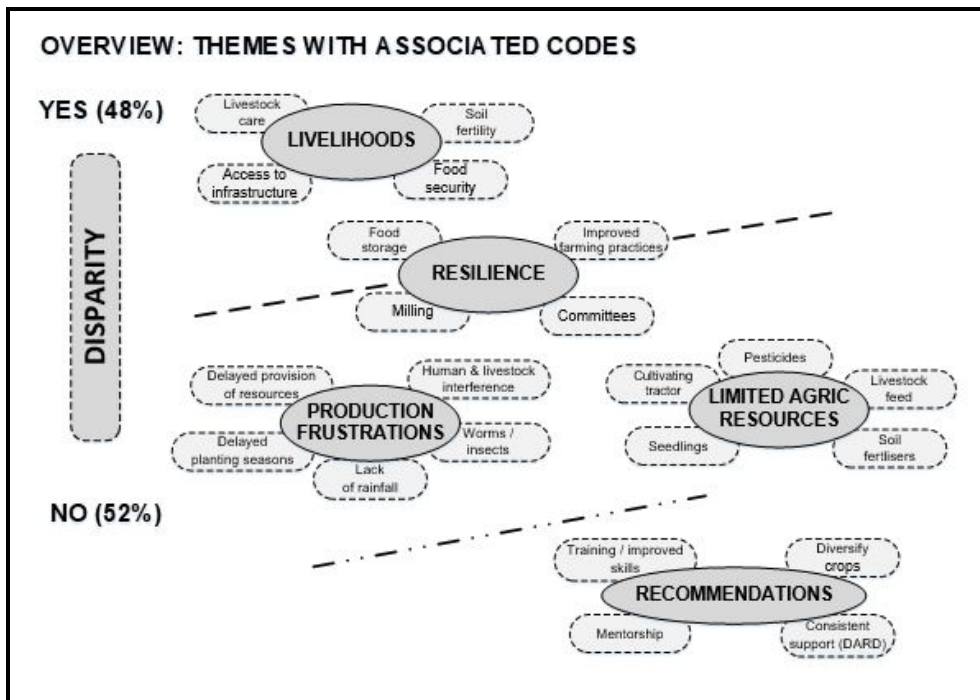 OVERVIEW: THEMES WITH ASSOCIATED CODES
YES (48%)
DISPARITY
NO (52%)
Livestock
care
Soil
fertility
LIVELIHOODS
Access to
infrastructure
Food
security
Food
storage
Improved
farming practices
RESILIENCE
Milling
Committees
Delayed provision
of resources
Human & livestock
interference
PRODUCTION
FRUSTRATIONS
Delayed
planting seasons
Worms /
insects
Lack
of rainfall
Pesticides
Cultivating
tractor
Livestock
feed
LIMITED AGRIC
RESOURCES
Seedlings
Soil
fertlisers
Training / improved
skills
Diversify
crops
RECOMMENDATIONS
Mentorship
Consistent
support (DARD)